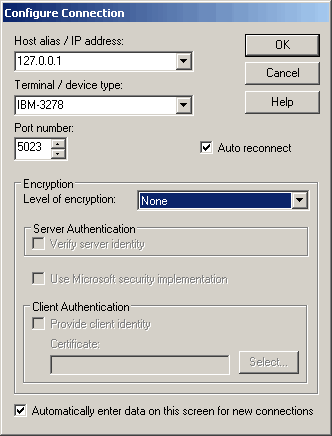 Configure Connection
Host alias / IP address:
OK
127.0.0.1
Cancel
Terminal / device type:
IBM-3278
Help
Port number:
5023
Auto reconnect
Encryption
Level of encryption:
None
Server Authentication
Verify server identity
Use Microsoft security implementation
Client Authentication
Provide client identity
Certificate:
Select...
Automatically enter data on this screen for new connections